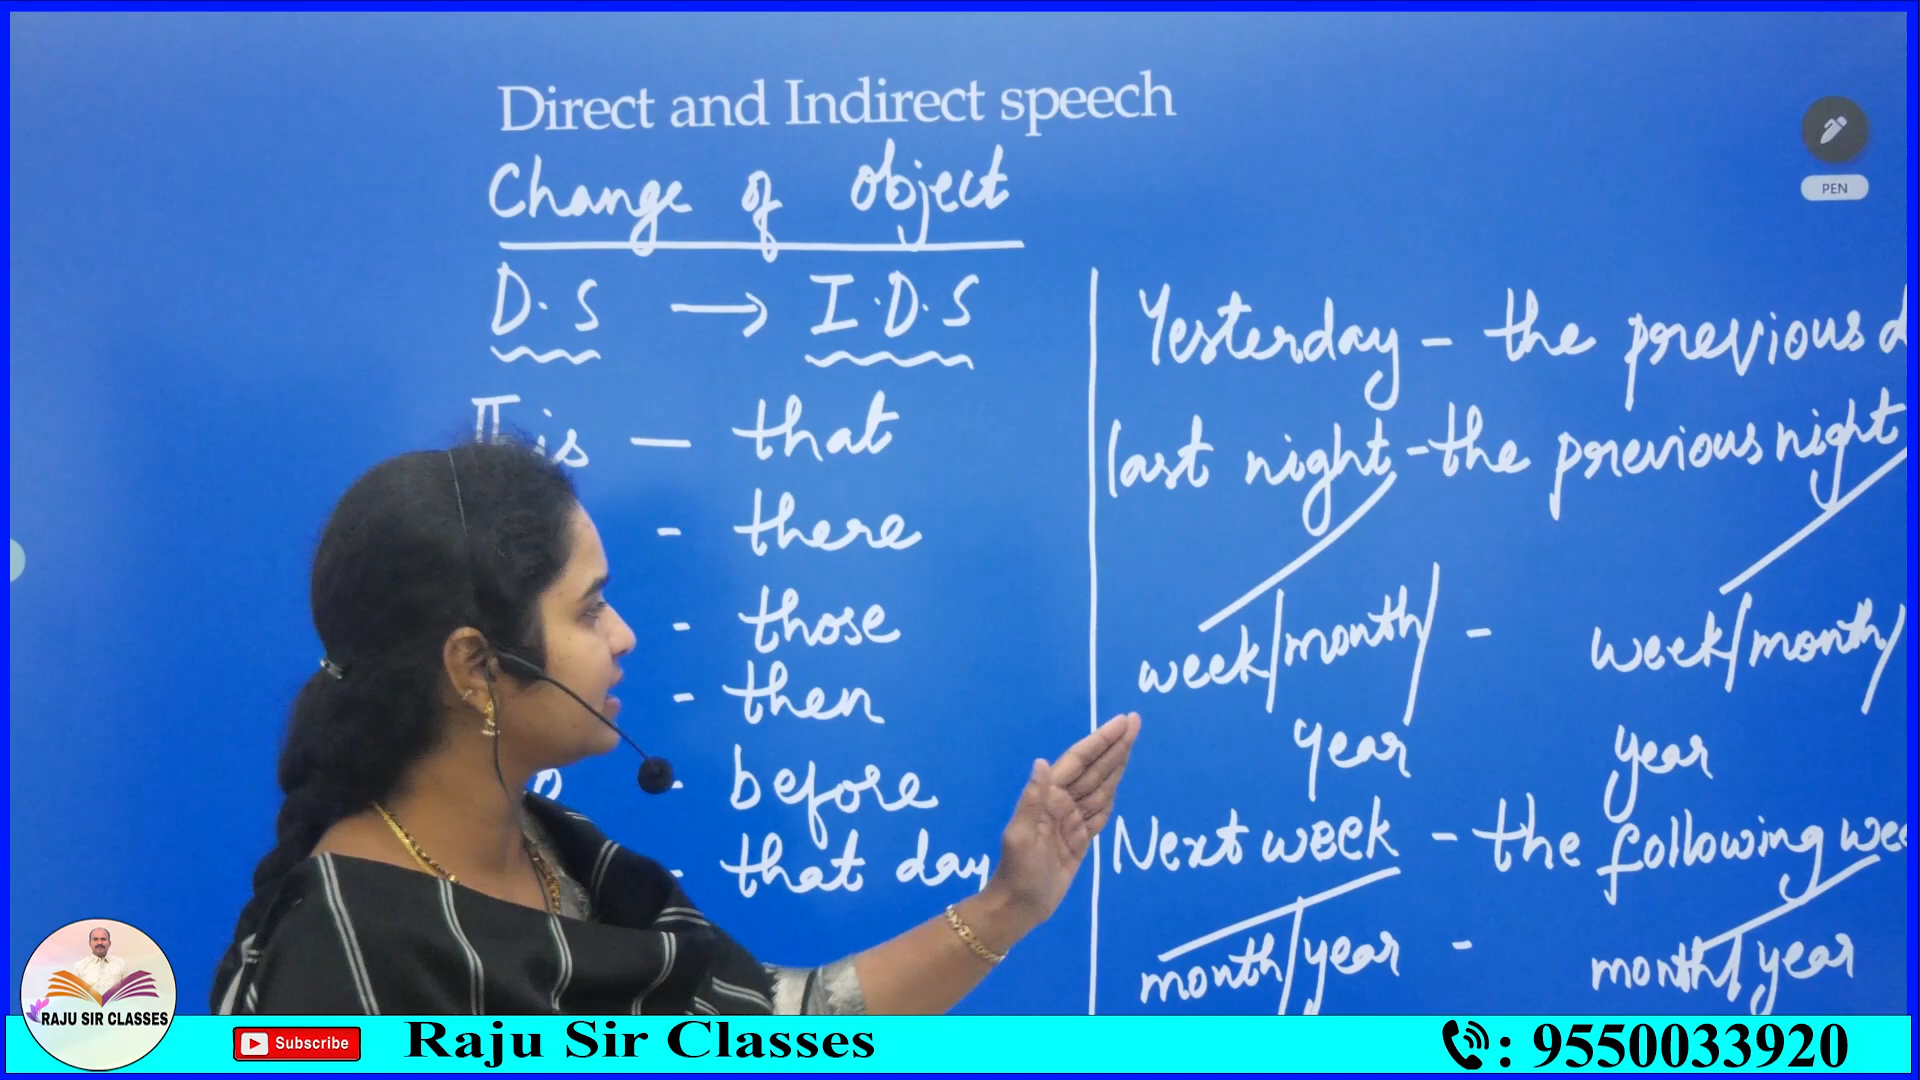 Direct and Indirect speech
Change of object
D.S → I.D.S
is — that
- there
- those
- then
- before
- that day
Yesterday - the previous
last night - the previous night
week/month/ - week/month/
year year
Next week - the following
month/year - month/year
PEN
RAJU SIR CLASSES
Subscribe
Raju Sir Classes
: 9550033920